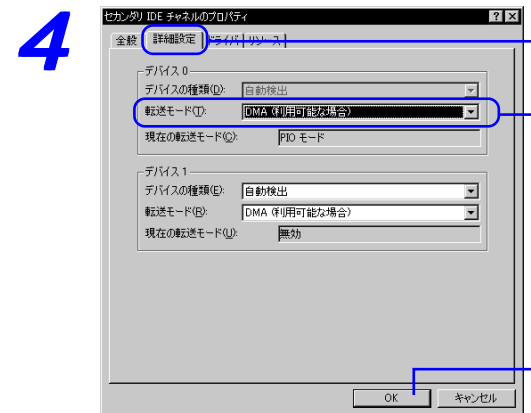 4
セカンダリ IDE チャネルのプロパティ
全般 詳細設定 ドライバ リソース
デバイス 0
デバイスの種類(D): 自動検出
転送モード(T): DMA (利用可能な場合)
現在の転送モード(C): PIO モード
デバイス 1
デバイスの種類(E): 自動検出
転送モード(R): DMA (利用可能な場合)
現在の転送モード(U): 無効
OK キャンセル